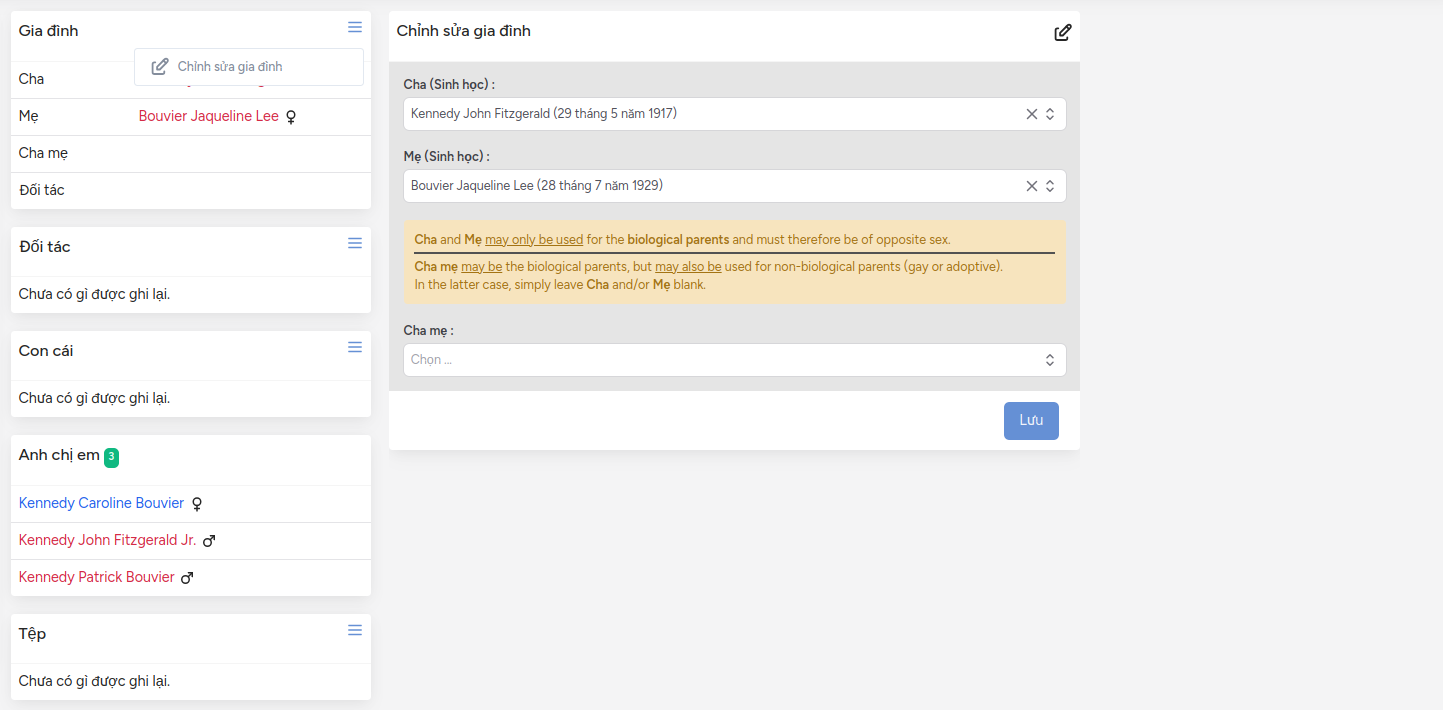 Gia đình
Chỉnh sửa gia đình
Cha
Mẹ Bouvier Jaqueline Lee ♀
Cha mẹ
Đối tác
Đối tác
Chưa có gì được ghi lại.
Con cái
Chưa có gì được ghi lại.
Anh chị em 3
Kennedy Caroline Bouvier ♀
Kennedy John Fitzgerald Jr. ♂
Kennedy Patrick Bouvier ♂
Tệp
Chưa có gì được ghi lại.
Chỉnh sửa gia đình
Cha (Sinh học) :
Kennedy John Fitzgerald (29 tháng 5 năm 1917)
Mẹ (Sinh học) :
Bouvier Jaqueline Lee (28 tháng 7 năm 1929)
Cha and Mẹ may only be used for the biological parents and must therefore be of opposite sex.
Cha mẹ may be the biological parents, but may also be used for non-biological parents (gay or adoptive).
In the latter case, simply leave Cha and/or Mẹ blank.
Cha mẹ :
Chọn ...
Lưu